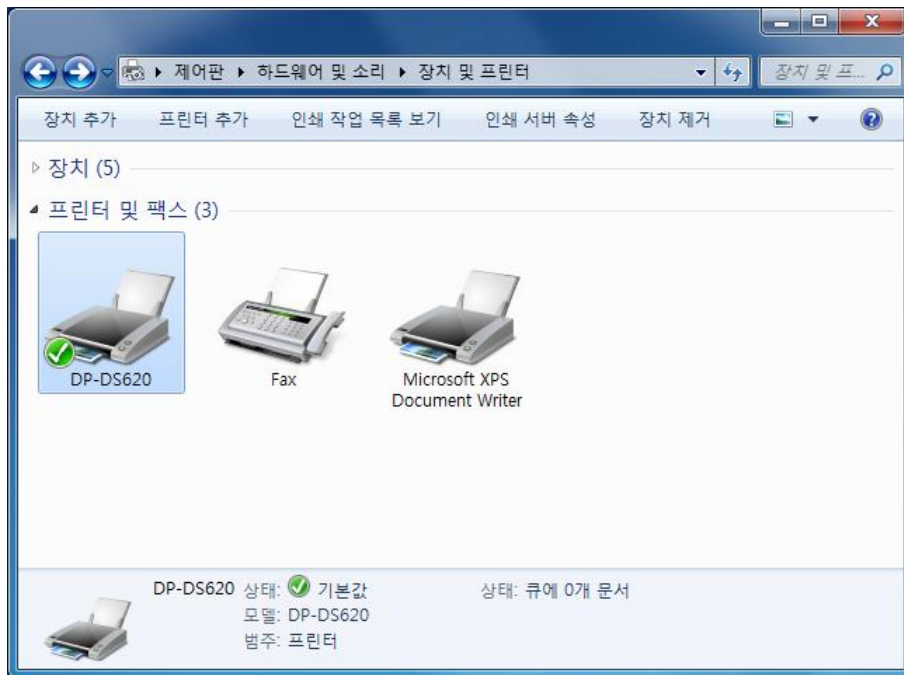 제어판 ▸ 하드웨어 및 소리 ▸ 장치 및 프린터
장치 및 프...
장치 추가 프린터 추가 인쇄 작업 목록 보기 인쇄 서버 속성 장치 제거
장치 (5)
프린터 및 팩스 (3)
DP-DS620
Fax
Microsoft XPS
Document Writer
DP-DS620 상태: 기본값 상태: 큐에 0개 문서
모델: DP-DS620
범주: 프린터